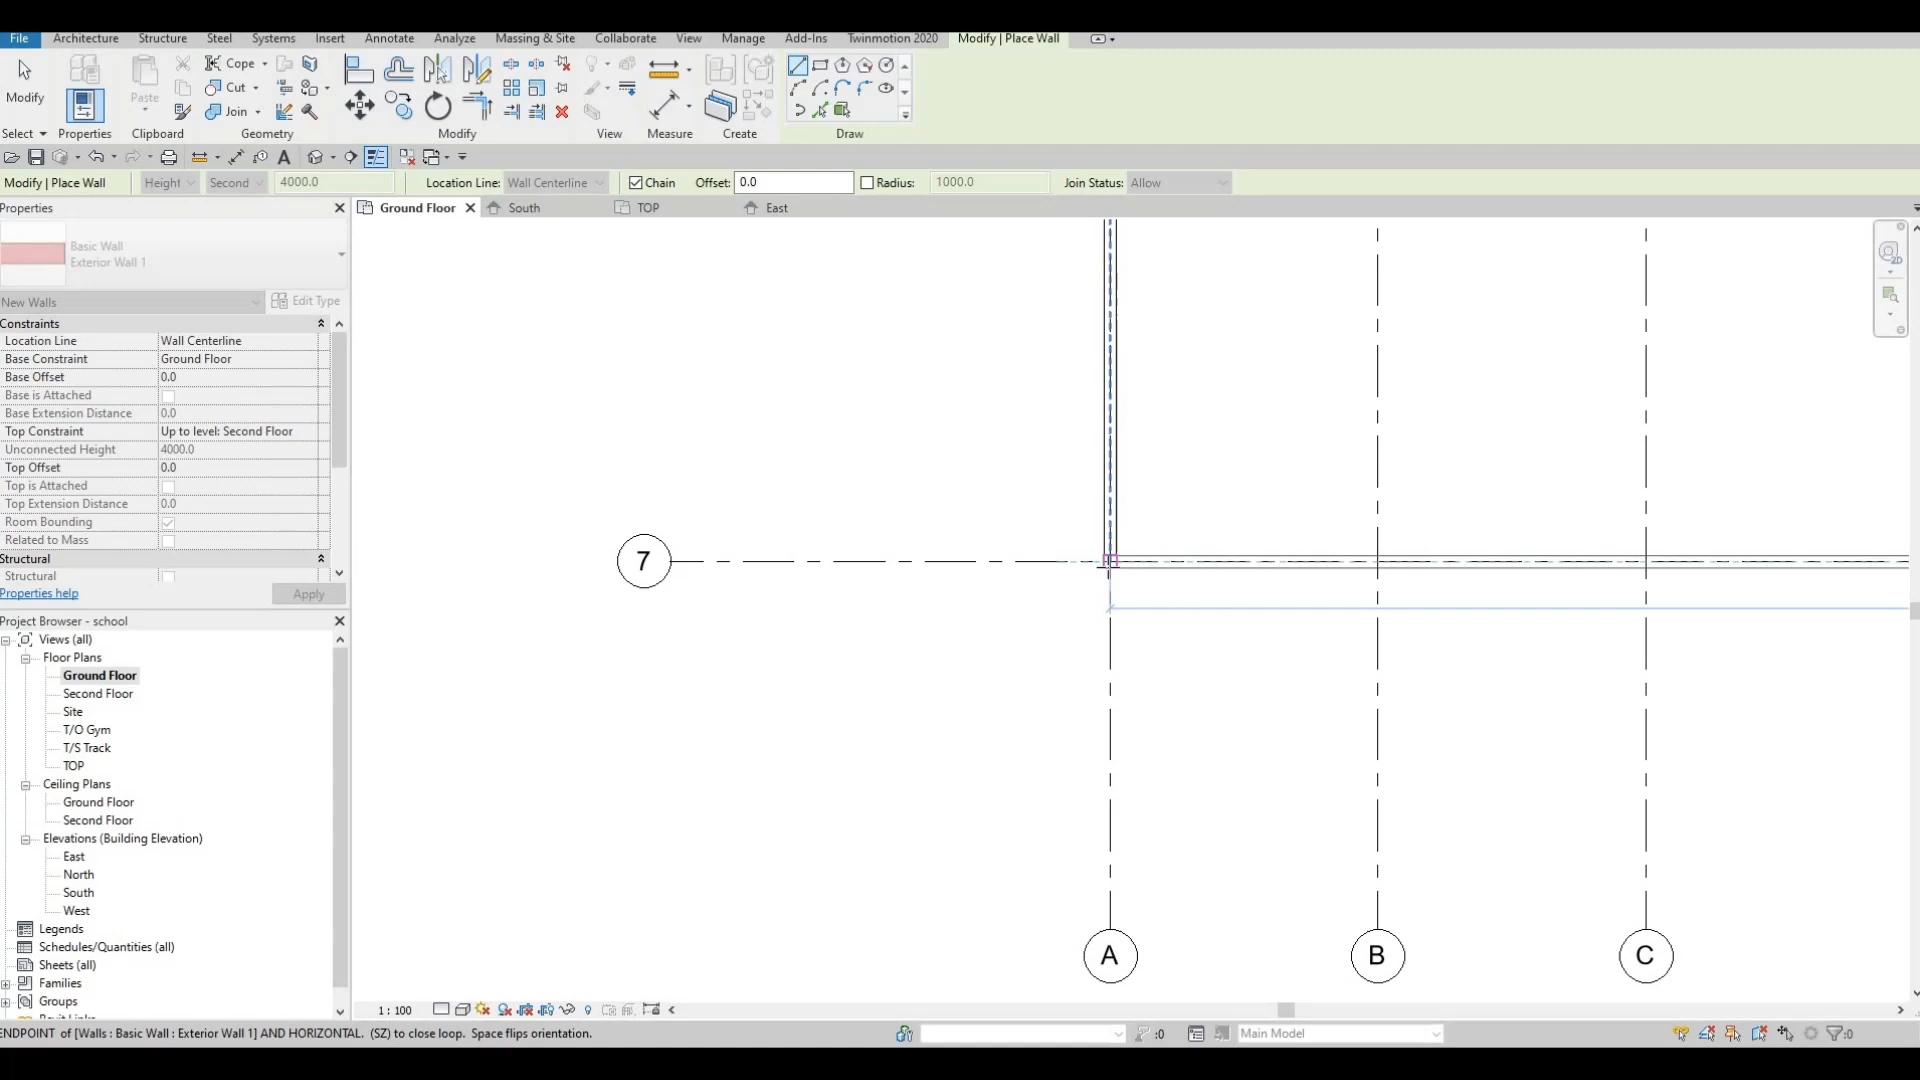 File Architecture Structure Steel Systems Insert Annotate Analyze Massing & Site Collaborate View Manage Add-Ins Twinmotion 2020 Modify | Place Wall
Modify
Cope
Cut
Join
Paste
Select Properties Clipboard Geometry Modify View Measure Create Draw
Modify | Place Wall Height Second 4000.0 Location Line: Wall Centerline Chain Offset: 0.0 Radius: 1000.0 Join Status: Allow
Properties
Ground Floor South TOP East
Basic Wall
Exterior Wall 1
New Walls Edit Type
Constraints
Location Line Wall Centerline
Base Constraint Ground Floor
Base Offset 0.0
Base is Attached
Base Extension Distance 0.0
Top Constraint Up to level: Second Floor
Unconnected Height 4000.0
Top Offset 0.0
Top is Attached
Top Extension Distance 0.0
Room Bounding
Related to Mass
Structural
Structural
Properties help Apply
Project Browser - school
Views (all)
Floor Plans
Ground Floor
Second Floor
Site
T/O Gym
T/S Track
TOP
Ceiling Plans
Ground Floor
Second Floor
Elevations (Building Elevation)
East
North
South
West
Legends
Schedules/Quantities (all)
Sheets (all)
Families
Groups
7
A B C
2D
1 : 100
ENDPOINT of [Walls : Basic Wall : Exterior Wall 1] AND HORIZONTAL. (SZ) to close loop. Space flips orientation.
:0 Main Model :0